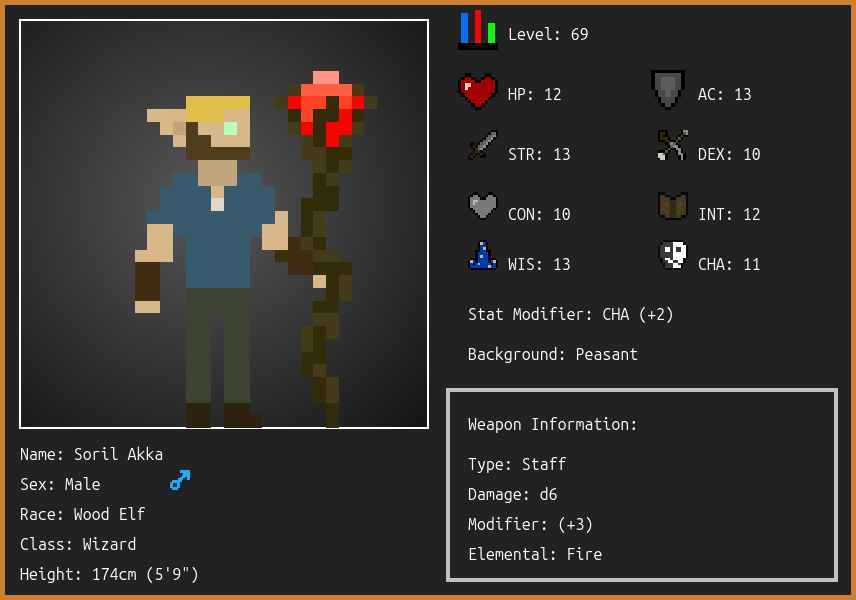 Level: 69
HP: 12
AC: 13
STR: 13
DEX: 10
CON: 10
INT: 12
WIS: 13
CHA: 11
Stat Modifier: CHA (+2)
Background: Peasant
Weapon Information:
Type: Staff
Damage: d6
Modifier: (+3)
Elemental: Fire
Name: Soril Akka
Sex: Male
Race: Wood Elf
Class: Wizard
Height: 174cm (5'9")